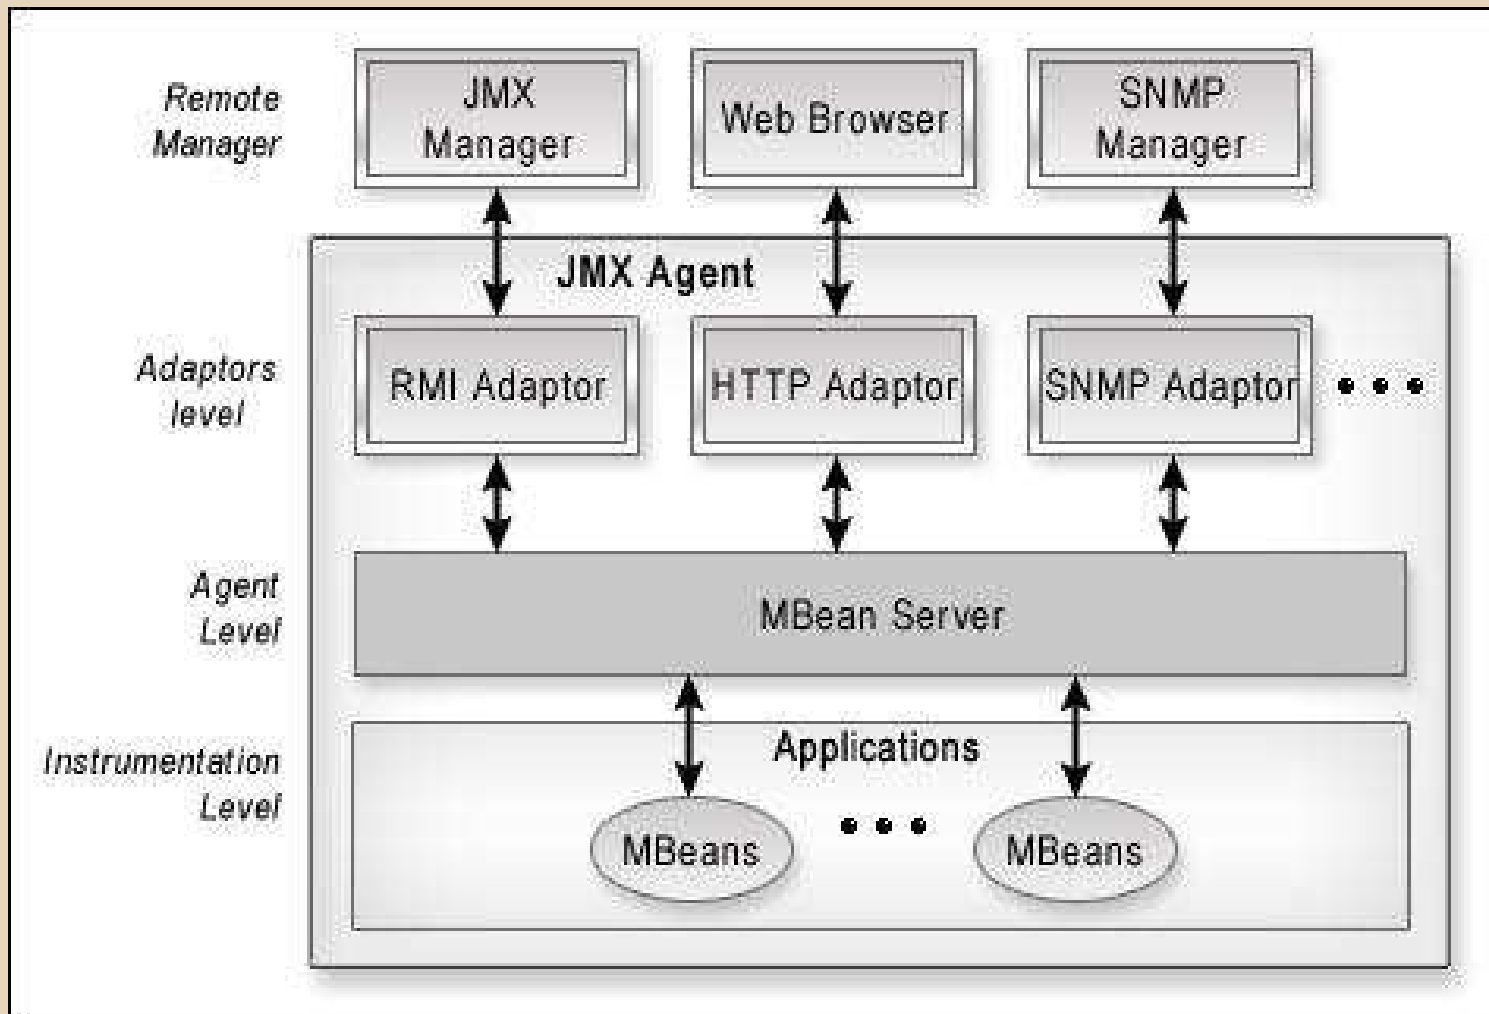 Remote
Manager
JMX
Manager
Web Browser
SNMP
Manager
JMX Agent
Adaptors
level
RMI Adaptor
HTTP Adaptor
SNMP Adaptor
Agent
Level
MBean Server
Instrumentation
Level
Applications
MBeans
MBeans